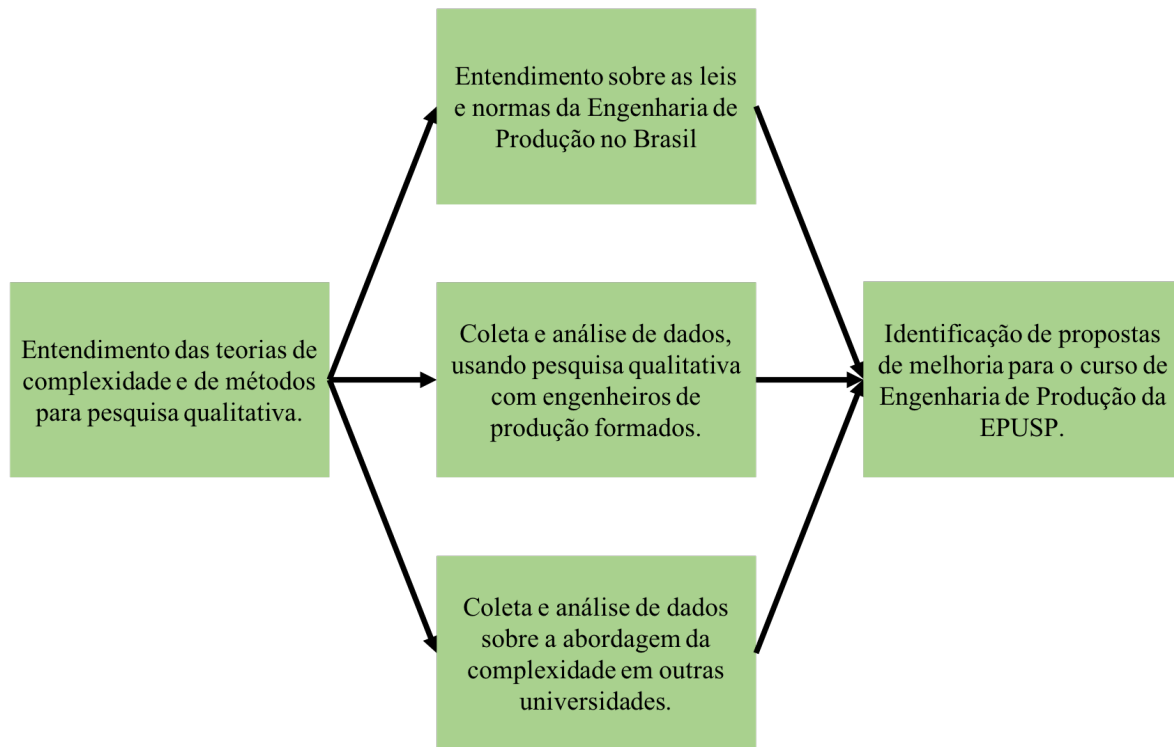 Entendimento sobre as leis
e normas da Engenharia de
Produção no Brasil
Entendimento das teorias de
complexidade e de métodos
para pesquisa qualitativa.
Coleta e análise de dados,
usando pesquisa qualitativa
com engenheiros de
produção formados.
Identificação de propostas
de melhoria para o curso de
Engenharia de Produção da
EPUSP.
Coleta e análise de dados
sobre a abordagem da
complexidade em outras
universidades.